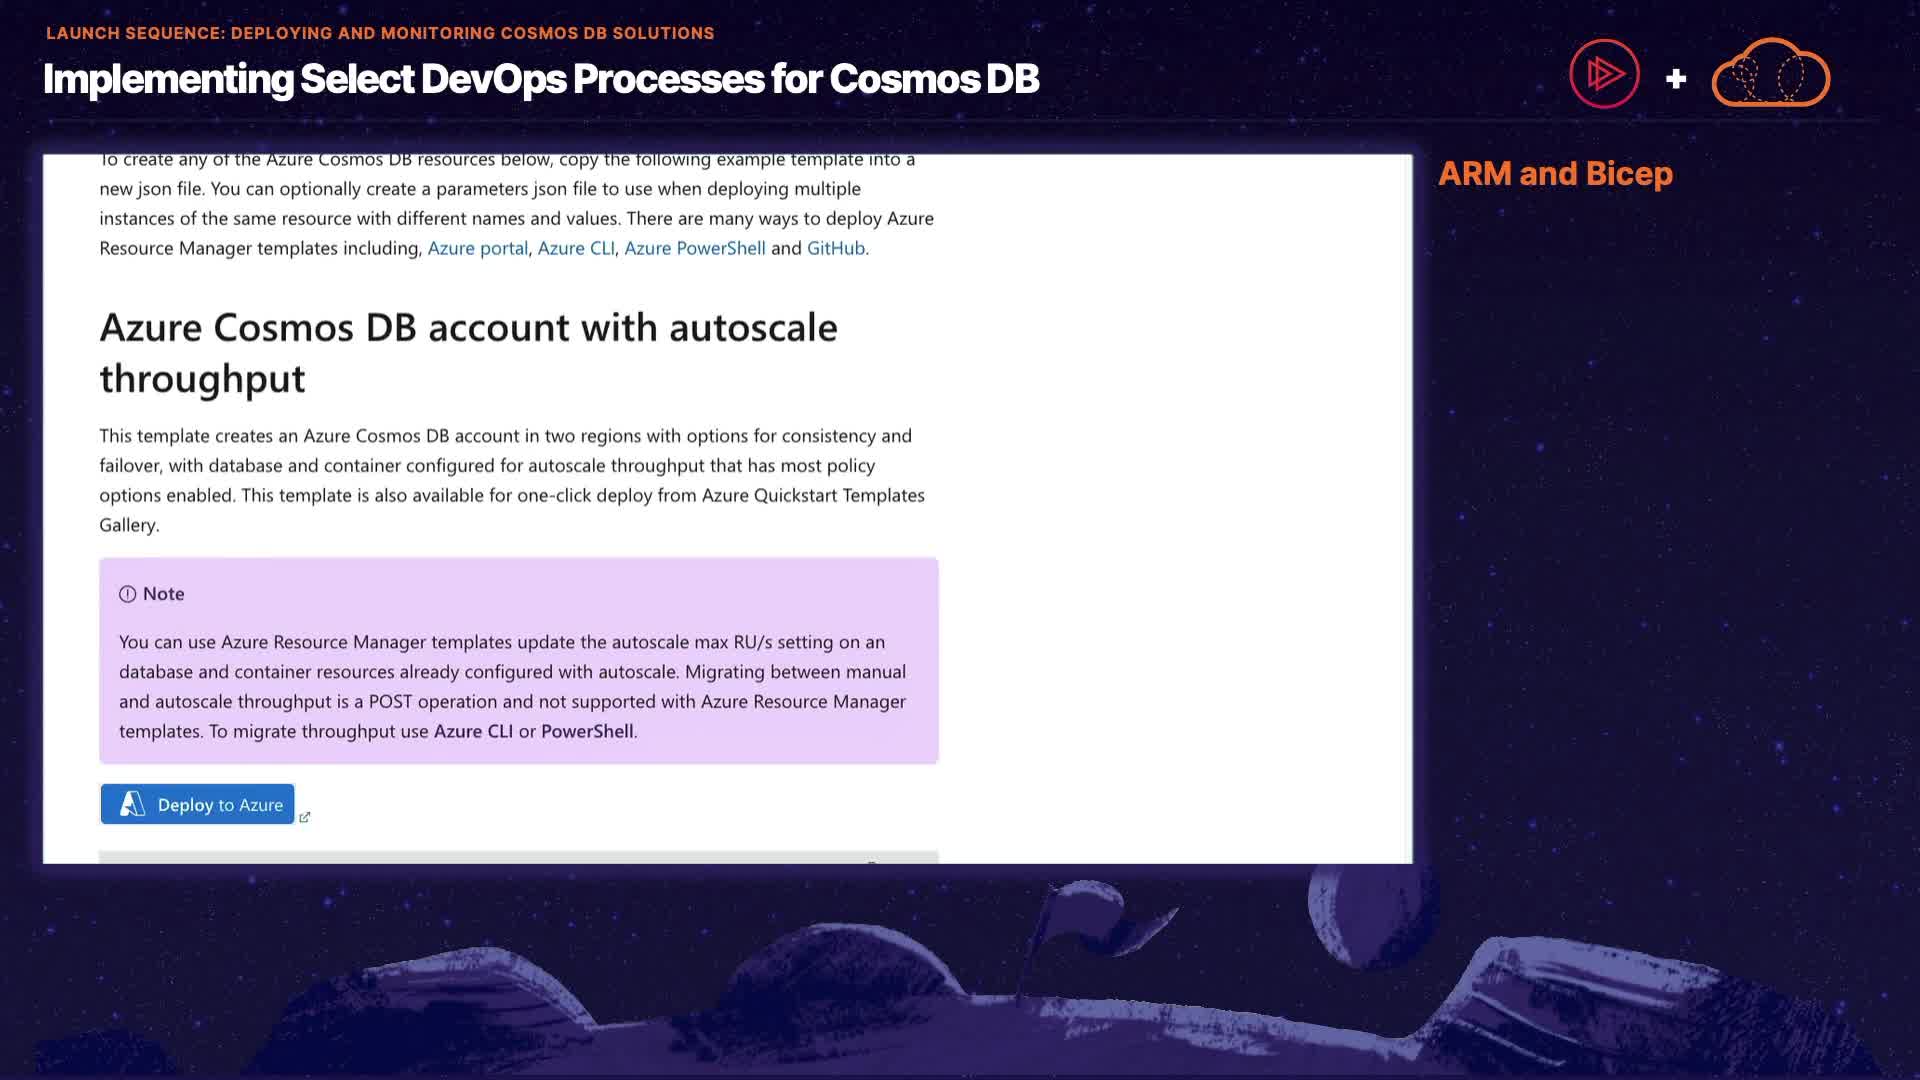 LAUNCH SEQUENCE: DEPLOYING AND MONITORING COSMOS DB SOLUTIONS
Implementing Select DevOps Processes for Cosmos DB
+
ARM and Bicep
To create any of the Azure Cosmos DB resources below, copy the following example template into a
new json file. You can optionally create a parameters json file to use when deploying multiple
instances of the same resource with different names and values. There are many ways to deploy Azure
Resource Manager templates including, Azure portal, Azure CLI, Azure PowerShell and GitHub.
Azure Cosmos DB account with autoscale
throughput
This template creates an Azure Cosmos DB account in two regions with options for consistency and
failover, with database and container configured for autoscale throughput that has most policy
options enabled. This template is also available for one-click deploy from Azure Quickstart Templates
Gallery.
Note
You can use Azure Resource Manager templates update the autoscale max RU/s setting on an
database and container resources already configured with autoscale. Migrating between manual
and autoscale throughput is a POST operation and not supported with Azure Resource Manager
templates. To migrate throughput use Azure CLI or PowerShell.
Deploy to Azure